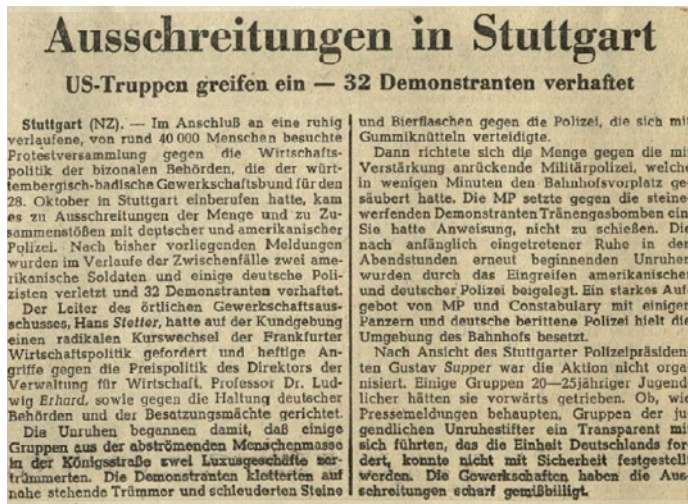 Ausschreitungen in Stuttgart
US-Truppen greifen ein — 32 Demonstranten verhaftet
Stuttgart (NZ). — Im Anschluß an eine ruhig
verlaufene, von rund 40 000 Menschen besuchte
Protestversammlung gegen die Wirtschafts-
politik der bizonalen Behörden, die der würt-
tembergisch-badische Gewerkschaftsbund für den
28. Oktober in Stuttgart einberufen hatte, kam
es zu Ausschreitungen der Menge und zu Zu-
sammenstößen mit deutscher und amerikanischer
Polizei. Nach bisher vorliegenden Meldungen
wurden im Verlaufe der Zwischenfälle zwei ame-
rikanische Soldaten und einige deutsche Poli-
zisten verletzt und 32 Demonstranten verhaftet.
Der Leiter des örtlichen Gewerkschaftsaus-
schusses, Hans Stetter, hatte auf der Kundgebung
einen radikalen Kurswechsel der Frankfurter
Wirtschaftspolitik gefordert und heftige An-
griffe gegen die Preispolitik des Direktors der
Verwaltung für Wirtschaft, Professor Dr. Lud-
wig Erhard, sowie gegen die Haltung deutscher
Behörden und der Besatzungsmächte gerichtet.
Die Unruhen begannen damit, daß einige
Gruppen aus der abströmenden Menschenmasse
in der Königsstraße zwei Luxusgeschäfte zer-
trümmerten. Die Demonstranten kletterten auf
nahe stehende Trümmer und schleuderten Steine
und Bierflaschen gegen die Polizei, die sich mit
Gummiknütteln verteidigte.
Dann richtete sich die Menge gegen die mit
Verstärkung anrückende Militärpolizei, welche
in wenigen Minuten den Bahnhofsvorplatz ge-
säubert hatte. Die MP setzte gegen die steine-
werfenden Demonstranten Tränengasbomben ein.
Sie hatte Anweisung, nicht zu schießen. Die
nach anfänglich eingetretener Ruhe in den
Abendstunden erneut beginnenden Unruhen
wurden durch das Eingreifen amerikanischer
und deutscher Polizei beigelegt. Ein starkes Auf-
gebot von MP und Constabulary mit einigen
Panzern und deutsche berittene Polizei hielt die
Umgebung des Bahnhofs besetzt.
Nach Ansicht des Stuttgarter Polizeipräsiden-
ten Gustav Supper war die Aktion nicht orga-
nisiert. Einige Gruppen 20—25jähriger Jugend-
licher hätten sie vorwärts getrieben. Ob, wie
Pressemeldungen behaupten, Gruppen der ju-
gendlichen Unruhestifter ein Transparent mit
sich führten, das die Einheit Deutschlands for-
dert, konnte nicht mit Sicherheit festgestellt
werden. Die Gewerkschaften haben die Aus-
schreitungen scharf gemißbilligt.